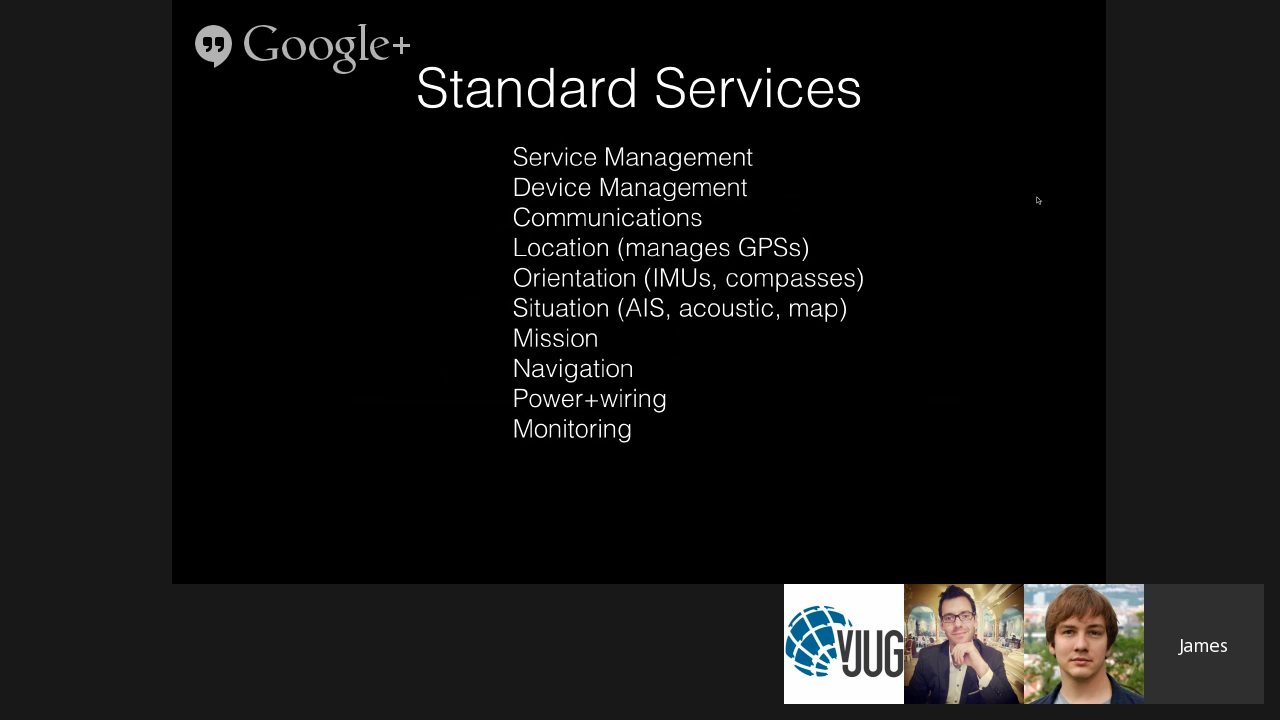 Google+
Standard Services
Service Management
Device Management
Communications
Location (manages GPSs)
Orientation (IMUs, compasses)
Situation (AIS, acoustic, map)
Mission
Navigation
Power+wiring
Monitoring
vJUG
James